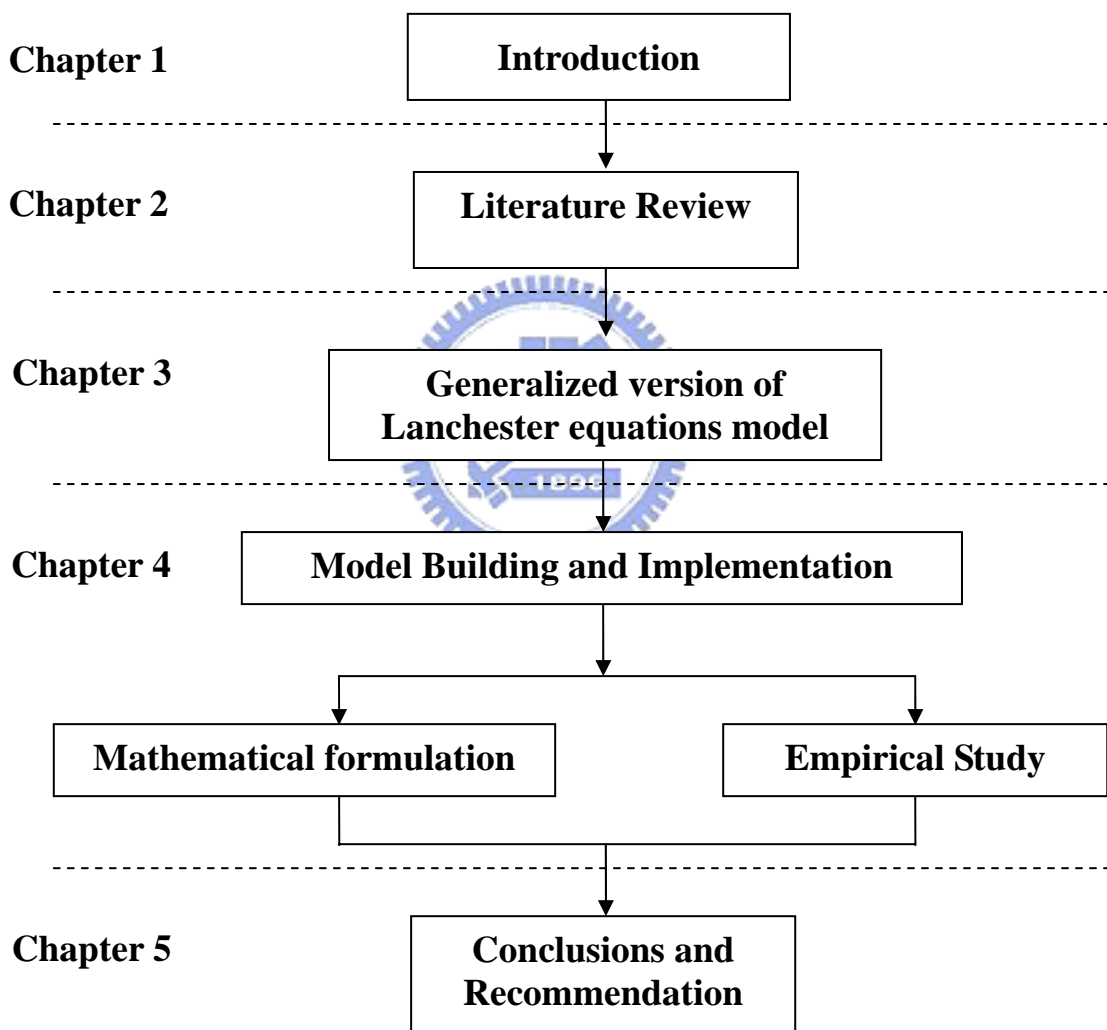 Chapter 1
Introduction
Chapter 2
Literature Review
Chapter 3
Generalized version of
Lanchester equations model
1896
Chapter 4
Model Building and Implementation
Mathematical formulation
Empirical Study
Chapter 5
Conclusions and
Recommendation